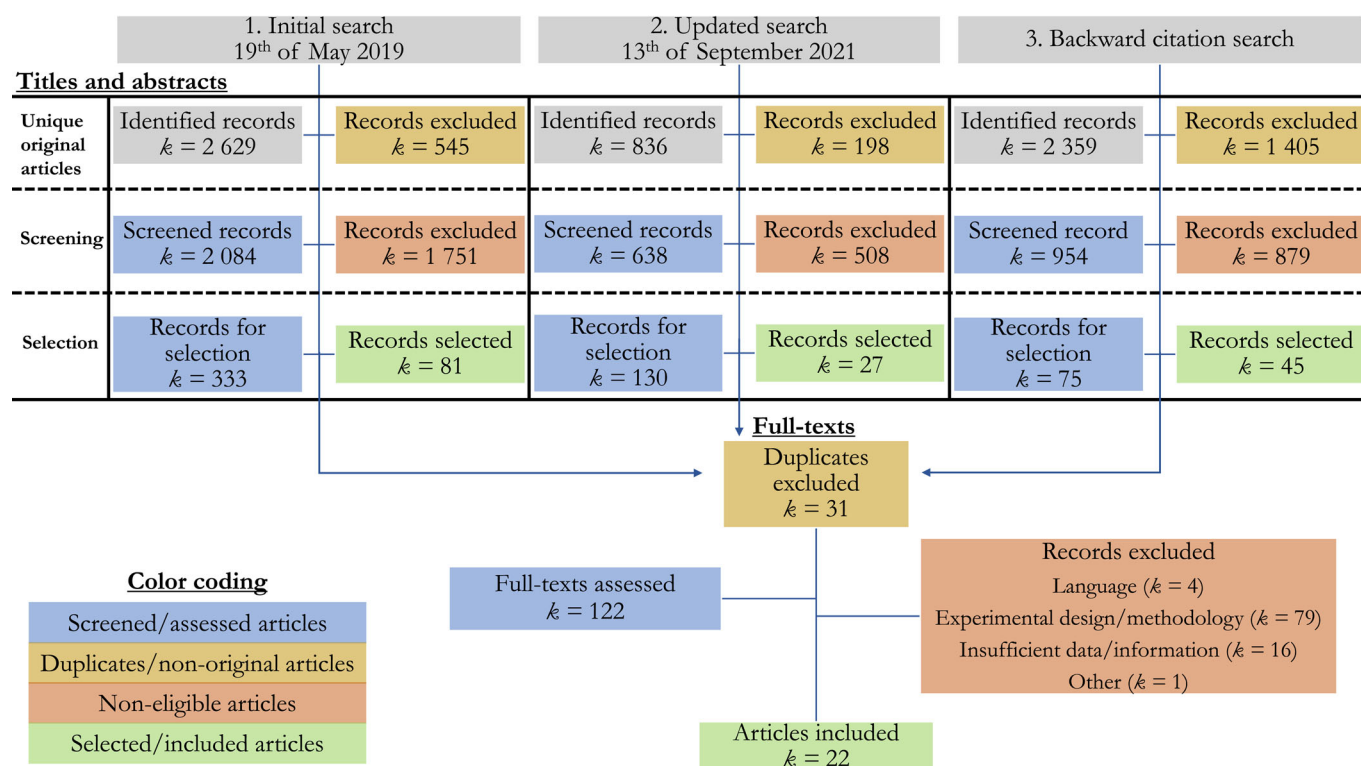 1. Initial search
19th of May 2019
2. Updated search
13th of September 2021
3. Backward citation search
Titles and abstracts
Unique
original
articles
Identified records
k = 2 629
Records excluded
k = 545
Identified records
k = 836
Records excluded
k = 198
Identified records
k = 2 359
Records excluded
k = 1 405
Screening
Screened records
k = 2 084
Records excluded
k = 1 751
Screened records
k = 638
Records excluded
k = 508
Screened record
k = 954
Records excluded
k = 879
Selection
Records for
selection
k = 333
Records selected
k = 81
Records for
selection
k = 130
Records selected
k = 27
Records for
selection
k = 75
Records selected
k = 45
Full-texts
Duplicates
excluded
k = 31
Full-texts assessed
k = 122
Records excluded
Language (k = 4)
Experimental design/methodology (k = 79)
Insufficient data/information (k = 16)
Other (k = 1)
Articles included
k = 22
Color coding
Screened/assessed articles
Duplicates/non-original articles
Non-eligible articles
Selected/included articles